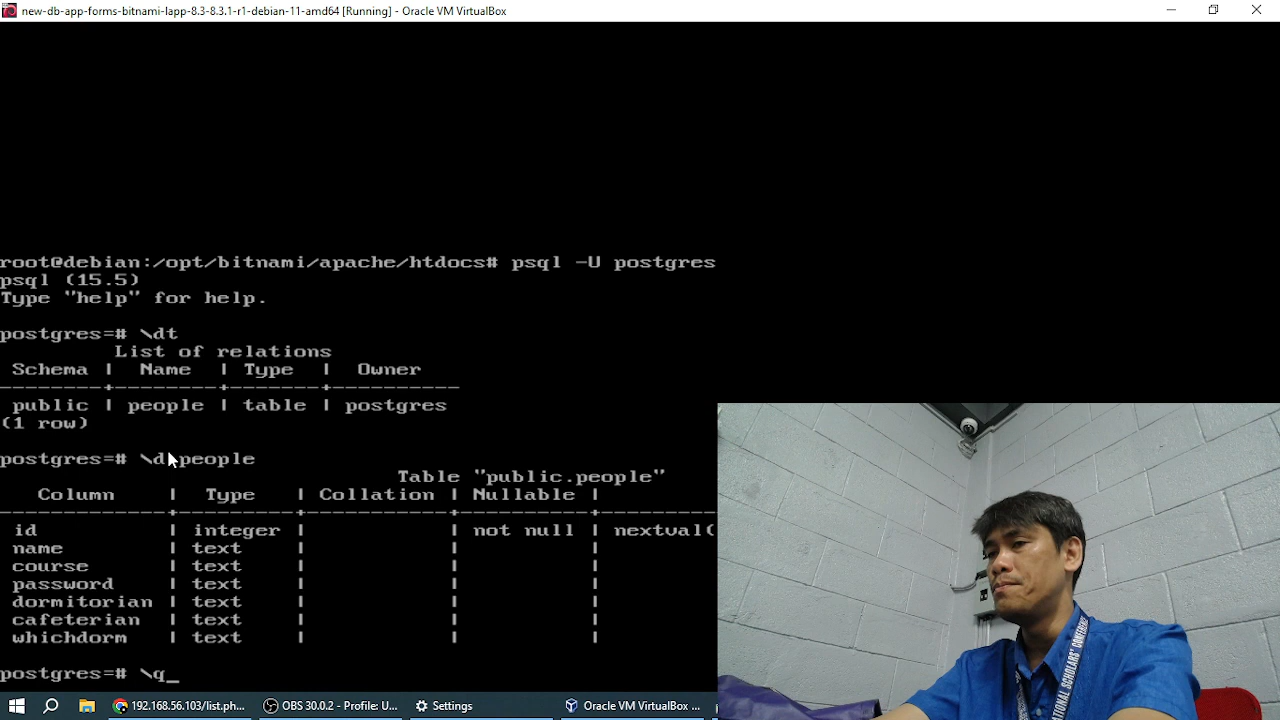 new-db-app-forms-bitnami-lapp-8.3-8.3.1-r1-debian-11-amd64 [Running] - Oracle VM VirtualBox
root@debian:/opt/bitnami/apache/htdocs# psql -U postgres
psql (15.5)
Type "help" for help.
postgres=# \dt
List of relations
Schema | Name | Type | Owner
--------+--------+-------+----------
public | people | table | postgres
(1 row)
postgres=# \d people
Table "public.people"
Column | Type | Collation | Nullable |
-------------+---------+-----------+----------+---------
id | integer | | not null | nextval(
name | text | | |
course | text | | |
password | text | | |
dormitorian | text | | |
cafeterian | text | | |
whichdorm | text | | |
postgres=# \q_
192.168.56.103/list.ph...
OBS 30.0.2 - Profile: U...
Settings
Oracle VM VirtualBox ...